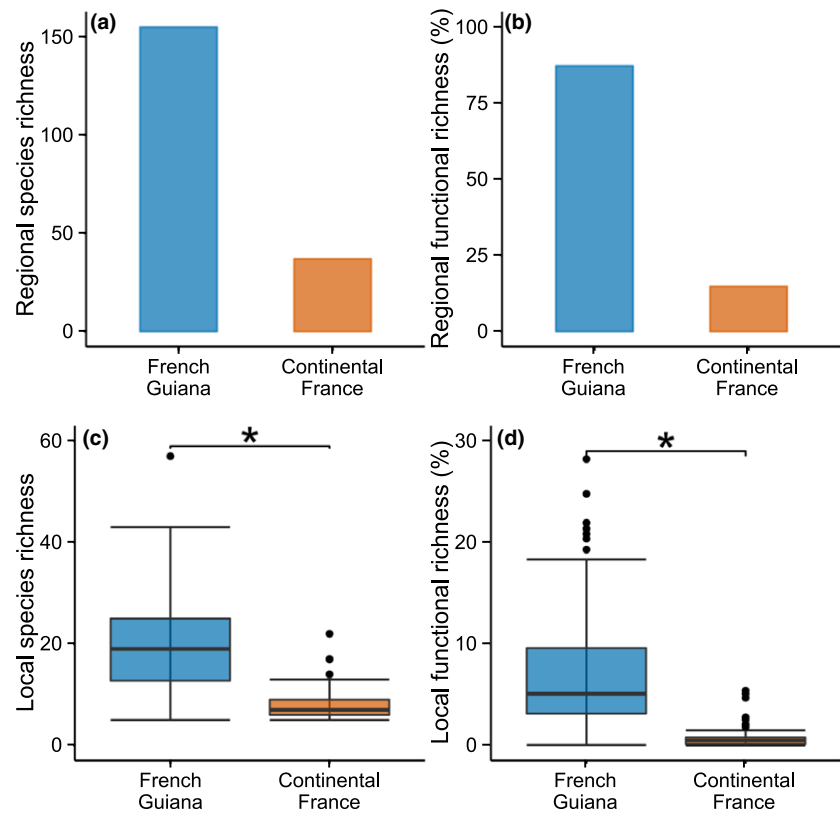 (a)
Regional species richness
150
100
50
0
French
Guiana
Continental
France
(b)
Regional functional richness (%)
100
75
50
25
0
French
Guiana
Continental
France
(c)
*
Local species richness
60
40
20
0
French
Guiana
Continental
France
(d)
*
Local functional richness (%)
30
20
10
0
French
Guiana
Continental
France